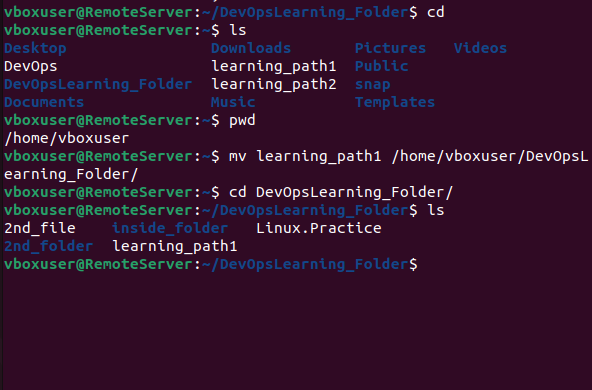 vboxuser@RemoteServer:~/DevOpsLearning_Folder$ cd
vboxuser@RemoteServer:~$ ls
Desktop Downloads Pictures Videos
DevOps learning_path1 Public
DevOpsLearning_Folder learning_path2 snap
Documents Music Templates
vboxuser@RemoteServer:~$ pwd
/home/vboxuser
vboxuser@RemoteServer:~$ mv learning_path1 /home/vboxuser/DevOpsL
earning_Folder/
vboxuser@RemoteServer:~$ cd DevOpsLearning_Folder/
vboxuser@RemoteServer:~/DevOpsLearning_Folder$ ls
2nd_file inside_folder Linux.Practice
2nd_folder learning_path1
vboxuser@RemoteServer:~/DevOpsLearning_Folder$